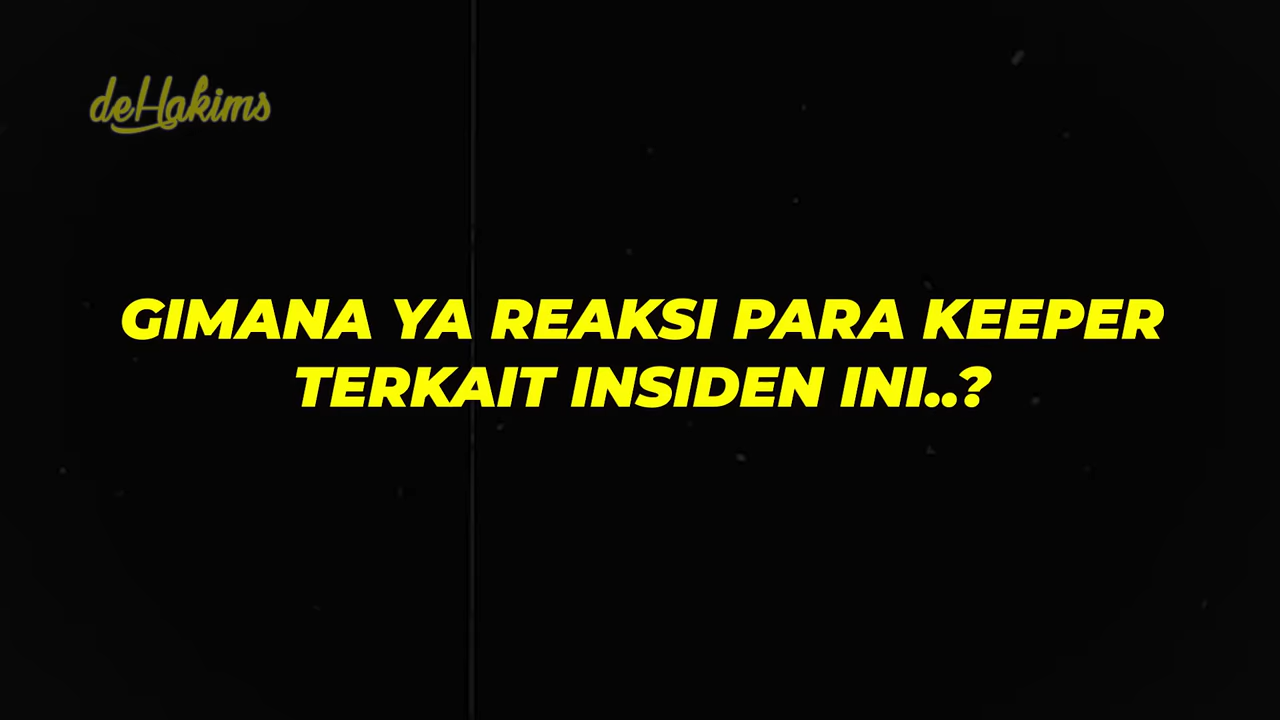 deHakims
GIMANA YA REAKSI PARA KEEPER
TERKAIT INSIDEN INI..?